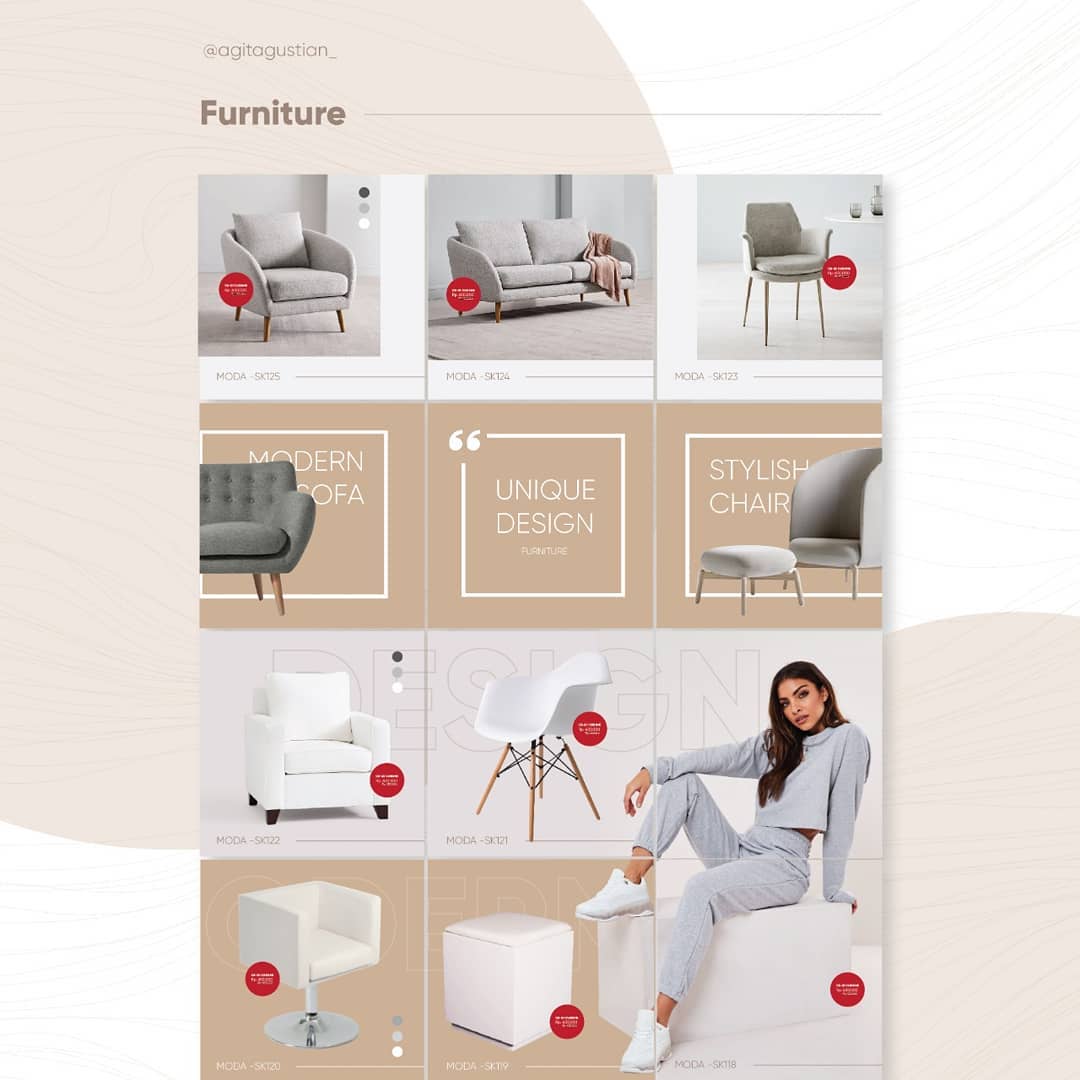 @agitagustian_
Furniture
MODA -SK125
MODA -SK124
MODA -SK123
MODERN
SOFA
“
UNIQUE
DESIGN
FURNITURE
STYLISH
CHAIR
DESIGN
MODA -SK122
MODA -SK121
MODA -SK120
MODA -SK119
MODA -SK118